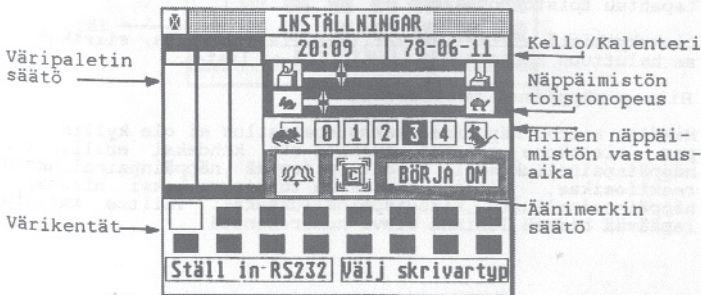 INSTÄLLNINGAR
20:09 78-06-11
Väripaletin
säätö
Kello/Kalenteri
Näppäimistön
toistonopeus
0 1 2 3 4
Hiiren näppäi-
mistön vastaus-
aika
C BÖRJA OM
Äänimerkin
säätö
Värikentät
Ställ in RS232 Välj skrivartyp